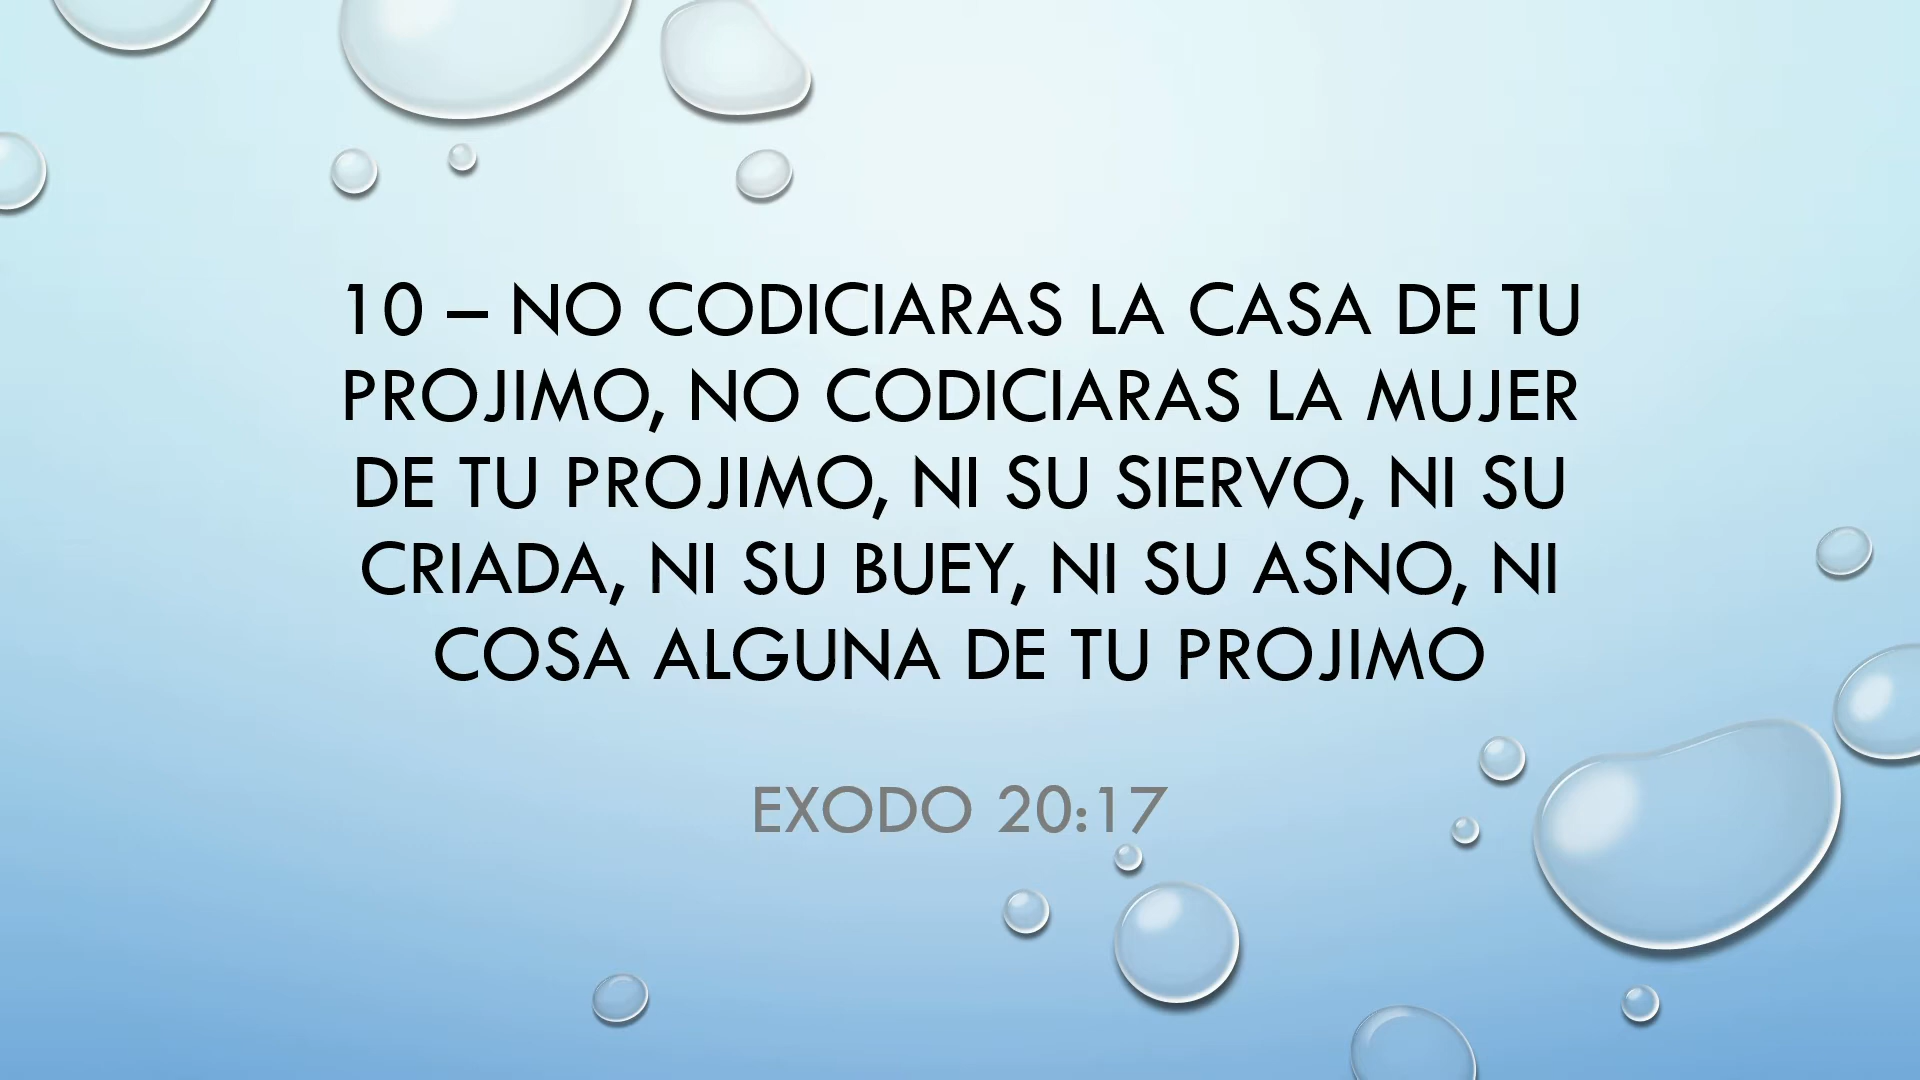 10 – NO CODICIARAS LA CASA DE TU
PROJIMO, NO CODICIARAS LA MUJER
DE TU PROJIMO, NI SU SIERVO, NI SU
CRIADA, NI SU BUEY, NI SU ASNO, NI
COSA ALGUNA DE TU PROJIMO
EXODO 20:17